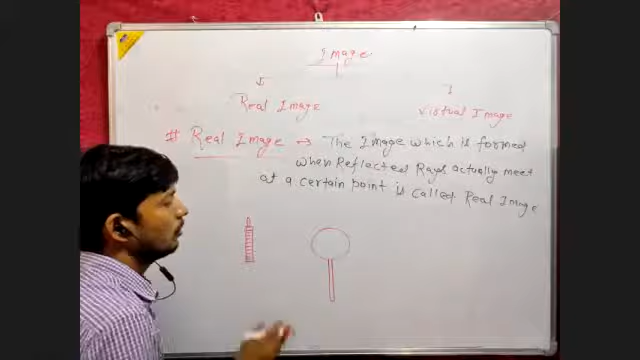 Image
Real Image
Virtual Image
# Real Image → The Image which is formed
when Reflected Rays actually meet
at a certain point is called Real Image